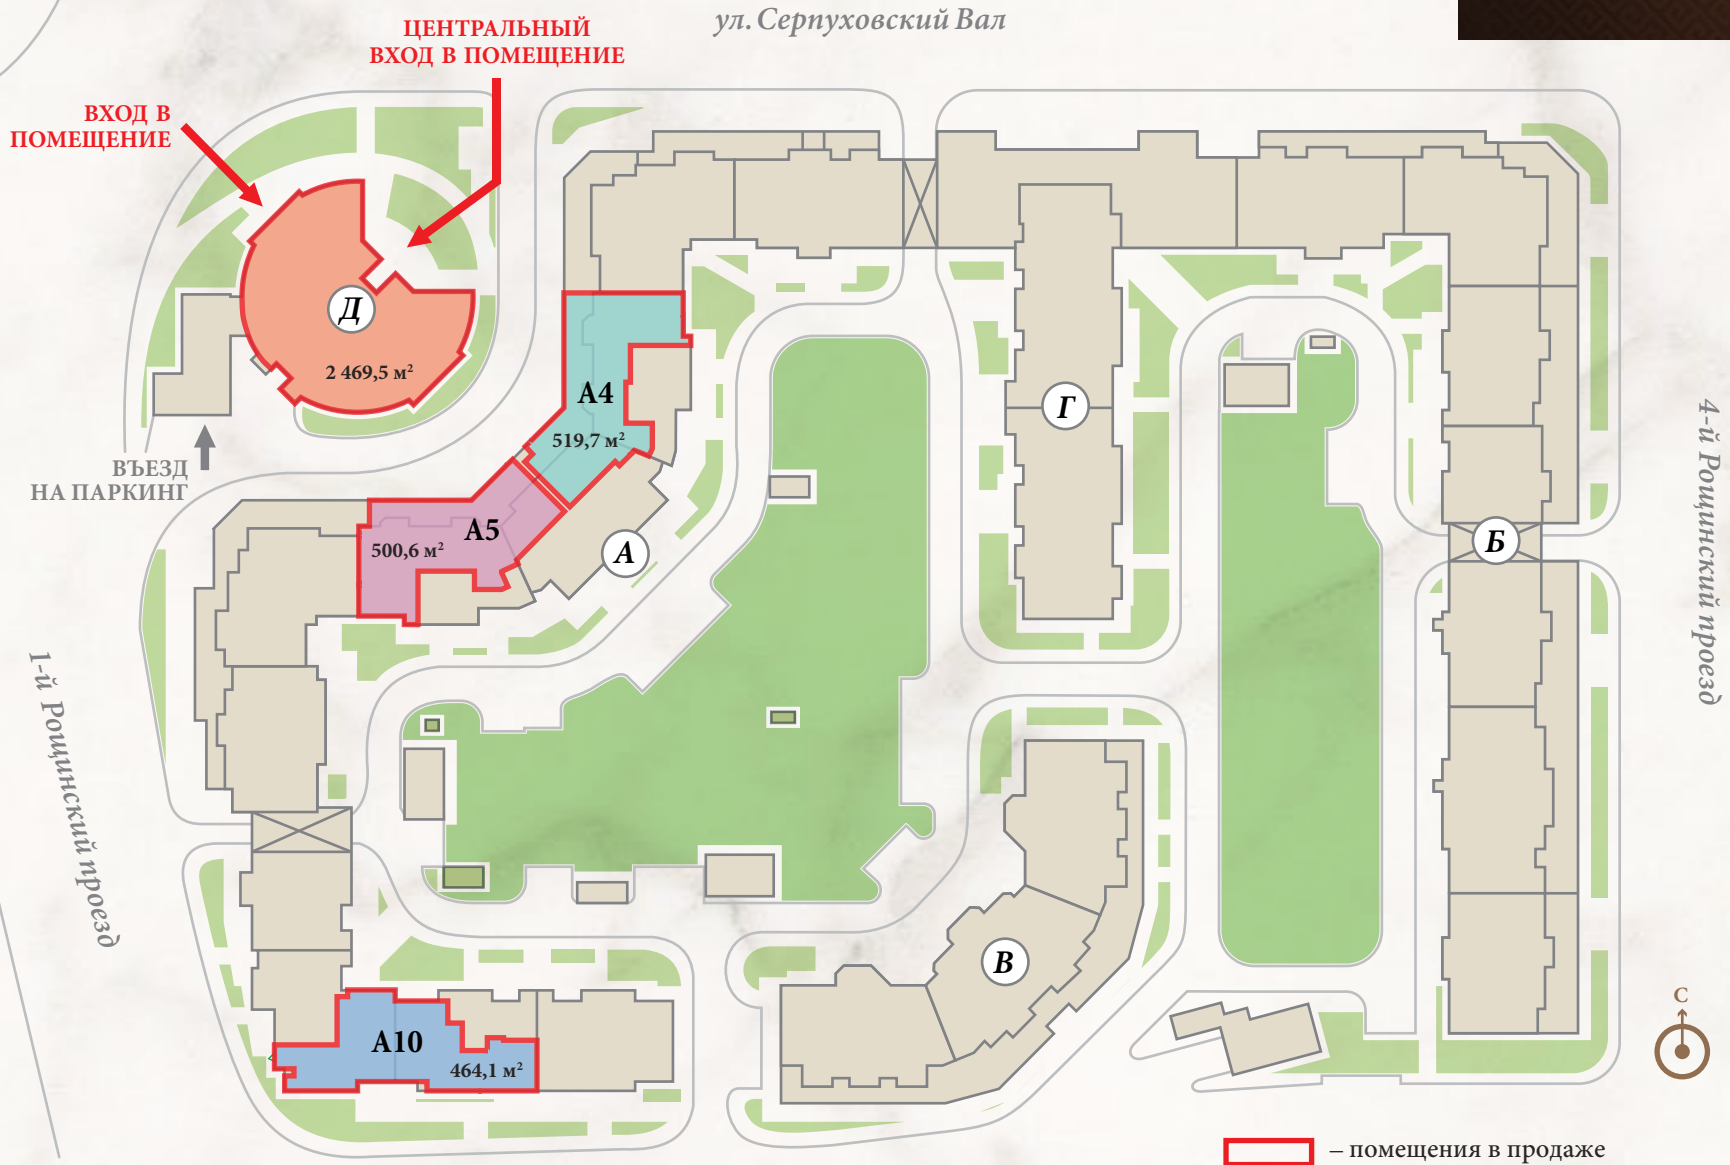 ул. Серпуховский Вал
ЦЕНТРАЛЬНЫЙ
ВХОД В ПОМЕЩЕНИЕ
ВХОД В
ПОМЕЩЕНИЕ
Д
2 469,5 м²
А4
519,7 м²
ВЪЕЗД
НА ПАРКИНГ
А5
500,6 м²
А
Г
Б
4-й Рощинский проезд
1-й Рощинский проезд
В
А10
464,1 м²
С
– помещения в продаже